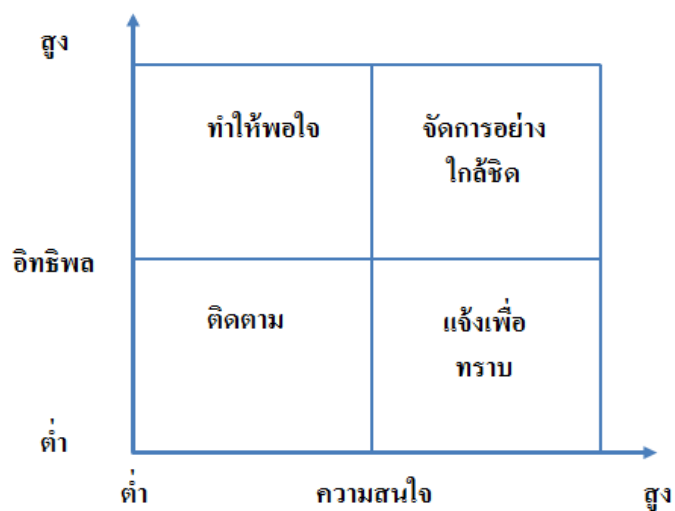 สูง
ทำให้พอใจ
จัดการอย่าง
ใกล้ชิด
อิทธิพล
ติดตาม
แจ้งเพื่อ
ทราบ
ต่ำ
ต่ำ
ความสนใจ
สูง